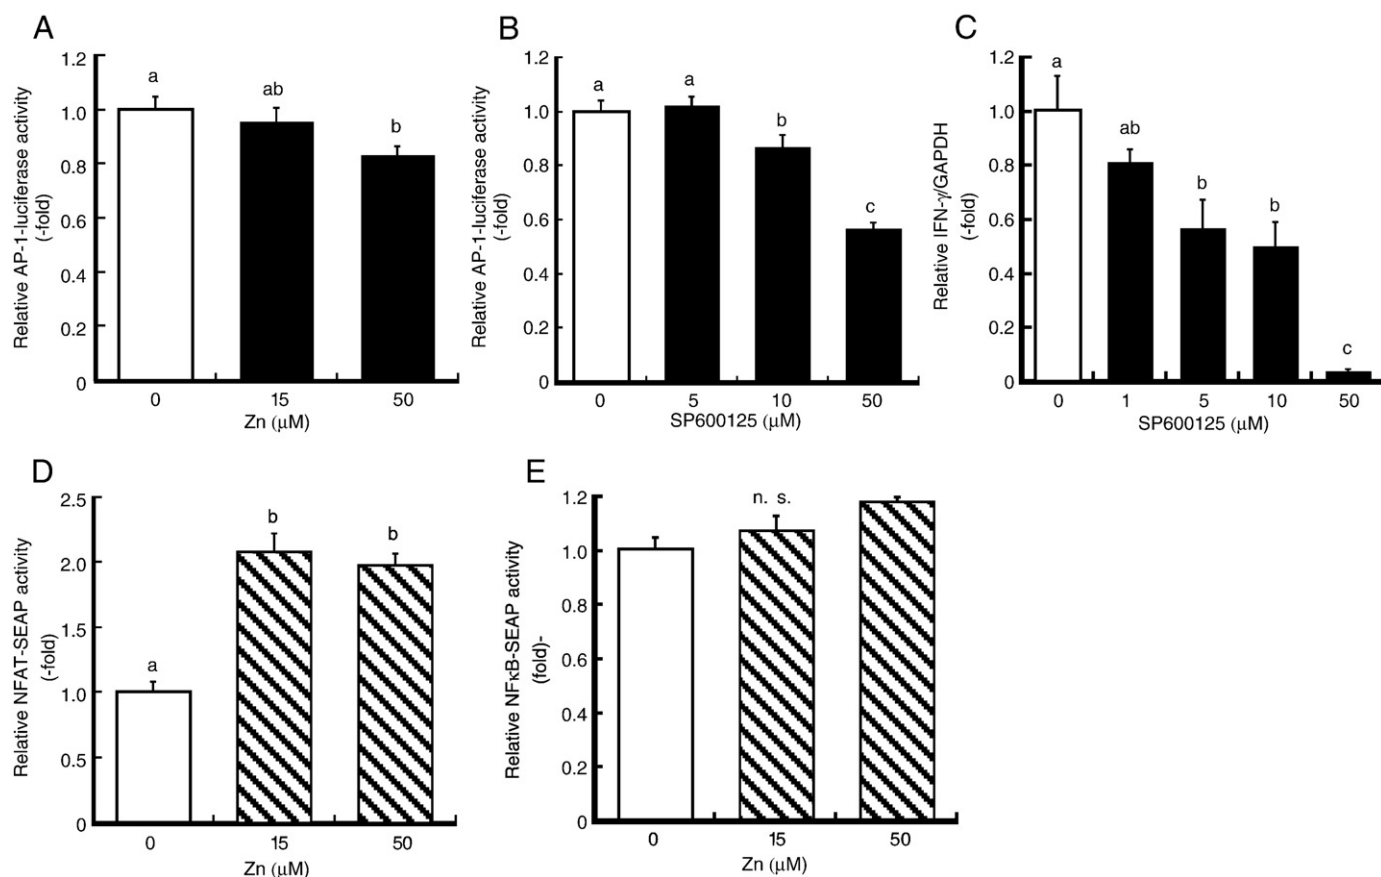 A
Relative AP-1-luciferase activity
(-fold)
1.2
1.0
0.8
0.6
0.4
0.2
0
a
ab
b
0 15 50
Zn (μM)
B
Relative AP-1-luciferase activity
(-fold)
1.2
1.0
0.8
0.6
0.4
0.2
0
a
a
b
c
0 5 10 50
SP600125 (μM)
C
Relative IFN-γ/GAPDH
(-fold)
1.2
1.0
0.8
0.6
0.4
0.2
0
a
ab
b
b
c
0 1 5 10 50
SP600125 (μM)
D
Relative NFAT-SEAP activity
(-fold)
2.5
2.0
1.5
1.0
0.5
0
a
b
b
0 15 50
Zn (μM)
E
Relative NFκB-SEAP activity
(fold)-
1.2
1.0
0.8
0.6
0.4
0.2
0
n. s.
0 15 50
Zn (μM)